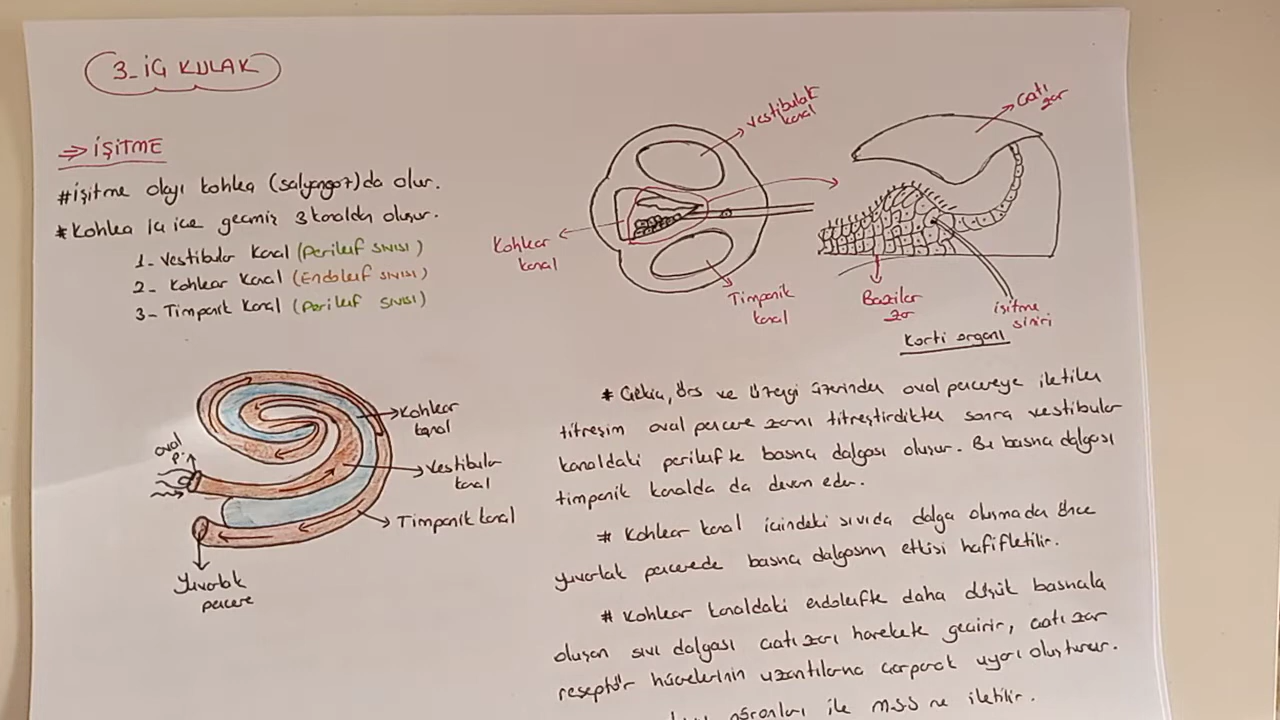 3- İÇ KULAK
⇒ İŞİTME
# işitme olayı kohlea (salyangoz)da olur.
* Kohlea iç içe geçmiş 3 kanaldan oluşur.
1- Vestibular Kanal (Perilenf sıvısı)
2- Kohlear Kanal (Endolenf sıvısı)
3- Timpanik Kanal (Perilenf sıvısı)
Vestibular
kanal
Kohlear
kanal
Timpanik
kanal
Çatı
zar
Baziler
zar
işitme
siniri
Korti organı
oval
p.
Kohlear
kanal
Vestibular
kanal
Timpanik kanal
Yuvarlak
pencere
* Çekiç, örs ve üzengi üzerinden oval pencereye iletilen
titreşim oval pencere zarını titreştirdikten sonra vestibular
kanaldaki perilenfte basınç dalgası oluşur. Bu basınç dalgası
timpanik kanalda da devam eder.
# Kohlear kanal içindeki sıvıda dalga oluşmadan önce
yuvarlak pencerede basınç dalgasının etkisi hafifletilir.
# Kohlear kanaldaki endolenfte daha düşük basınçla
oluşan sıvı dalgası çatı zarı harekete geçirir, çatı zar
reseptör hücrelerinin uzantılarına çarparak uyarı oluşturur.
nöronları ile MSS ne iletilir.